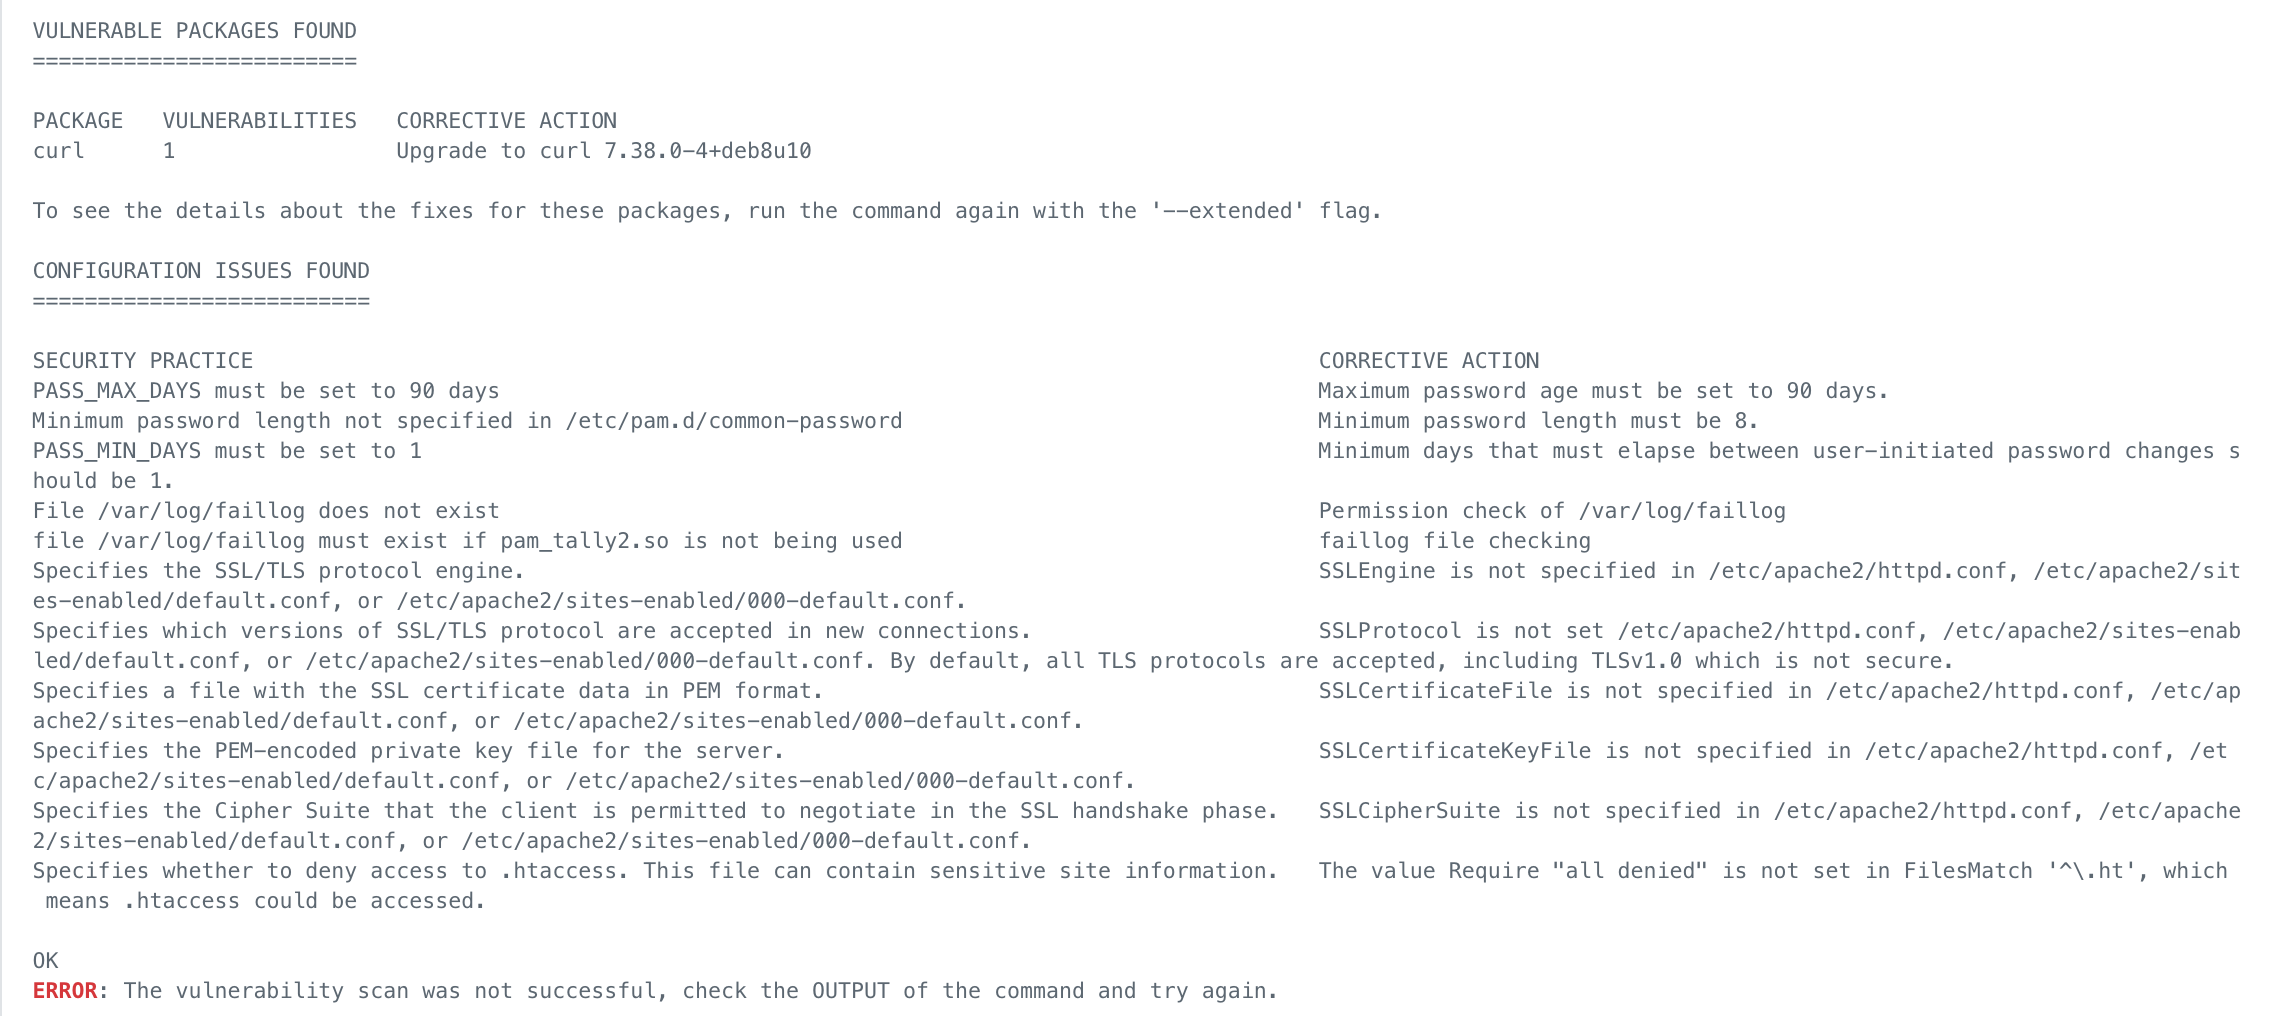 VULNERABLE PACKAGES FOUND
=========================
PACKAGE   VULNERABILITIES   CORRECTIVE ACTION
curl      1                 Upgrade to curl 7.38.0-4+deb8u10
To see the details about the fixes for these packages, run the command again with the '--extended' flag.
CONFIGURATION ISSUES FOUND
==========================
SECURITY PRACTICE                                                                                  CORRECTIVE ACTION
PASS_MAX_DAYS must be set to 90 days                                                               Maximum password age must be set to 90 days.
Minimum password length not specified in /etc/pam.d/common-password                                Minimum password length must be 8.
PASS_MIN_DAYS must be set to 1                                                                     Minimum days that must elapse between user-initiated password changes s
hould be 1.
File /var/log/faillog does not exist                                                               Permission check of /var/log/faillog
file /var/log/faillog must exist if pam_tally2.so is not being used                                faillog file checking
Specifies the SSL/TLS protocol engine.                                                             SSLEngine is not specified in /etc/apache2/httpd.conf, /etc/apache2/sit
es-enabled/default.conf, or /etc/apache2/sites-enabled/000-default.conf.
Specifies which versions of SSL/TLS protocol are accepted in new connections.                      SSLProtocol is not set /etc/apache2/httpd.conf, /etc/apache2/sites-enab
led/default.conf, or /etc/apache2/sites-enabled/000-default.conf. By default, all TLS protocols are accepted, including TLSv1.0 which is not secure.
Specifies a file with the SSL certificate data in PEM format.                                      SSLCertificateFile is not specified in /etc/apache2/httpd.conf, /etc/ap
ache2/sites-enabled/default.conf, or /etc/apache2/sites-enabled/000-default.conf.
Specifies the PEM-encoded private key file for the server.                                         SSLCertificateKeyFile is not specified in /etc/apache2/httpd.conf, /et
c/apache2/sites-enabled/default.conf, or /etc/apache2/sites-enabled/000-default.conf.
Specifies the Cipher Suite that the client is permitted to negotiate in the SSL handshake phase.   SSLCipherSuite is not specified in /etc/apache2/httpd.conf, /etc/apache
2/sites-enabled/default.conf, or /etc/apache2/sites-enabled/000-default.conf.
Specifies whether to deny access to .htaccess. This file can contain sensitive site information.   The value Require "all denied" is not set in FilesMatch '^\.ht', which
 means .htaccess could be accessed.
OK
ERROR: The vulnerability scan was not successful, check the OUTPUT of the command and try again.